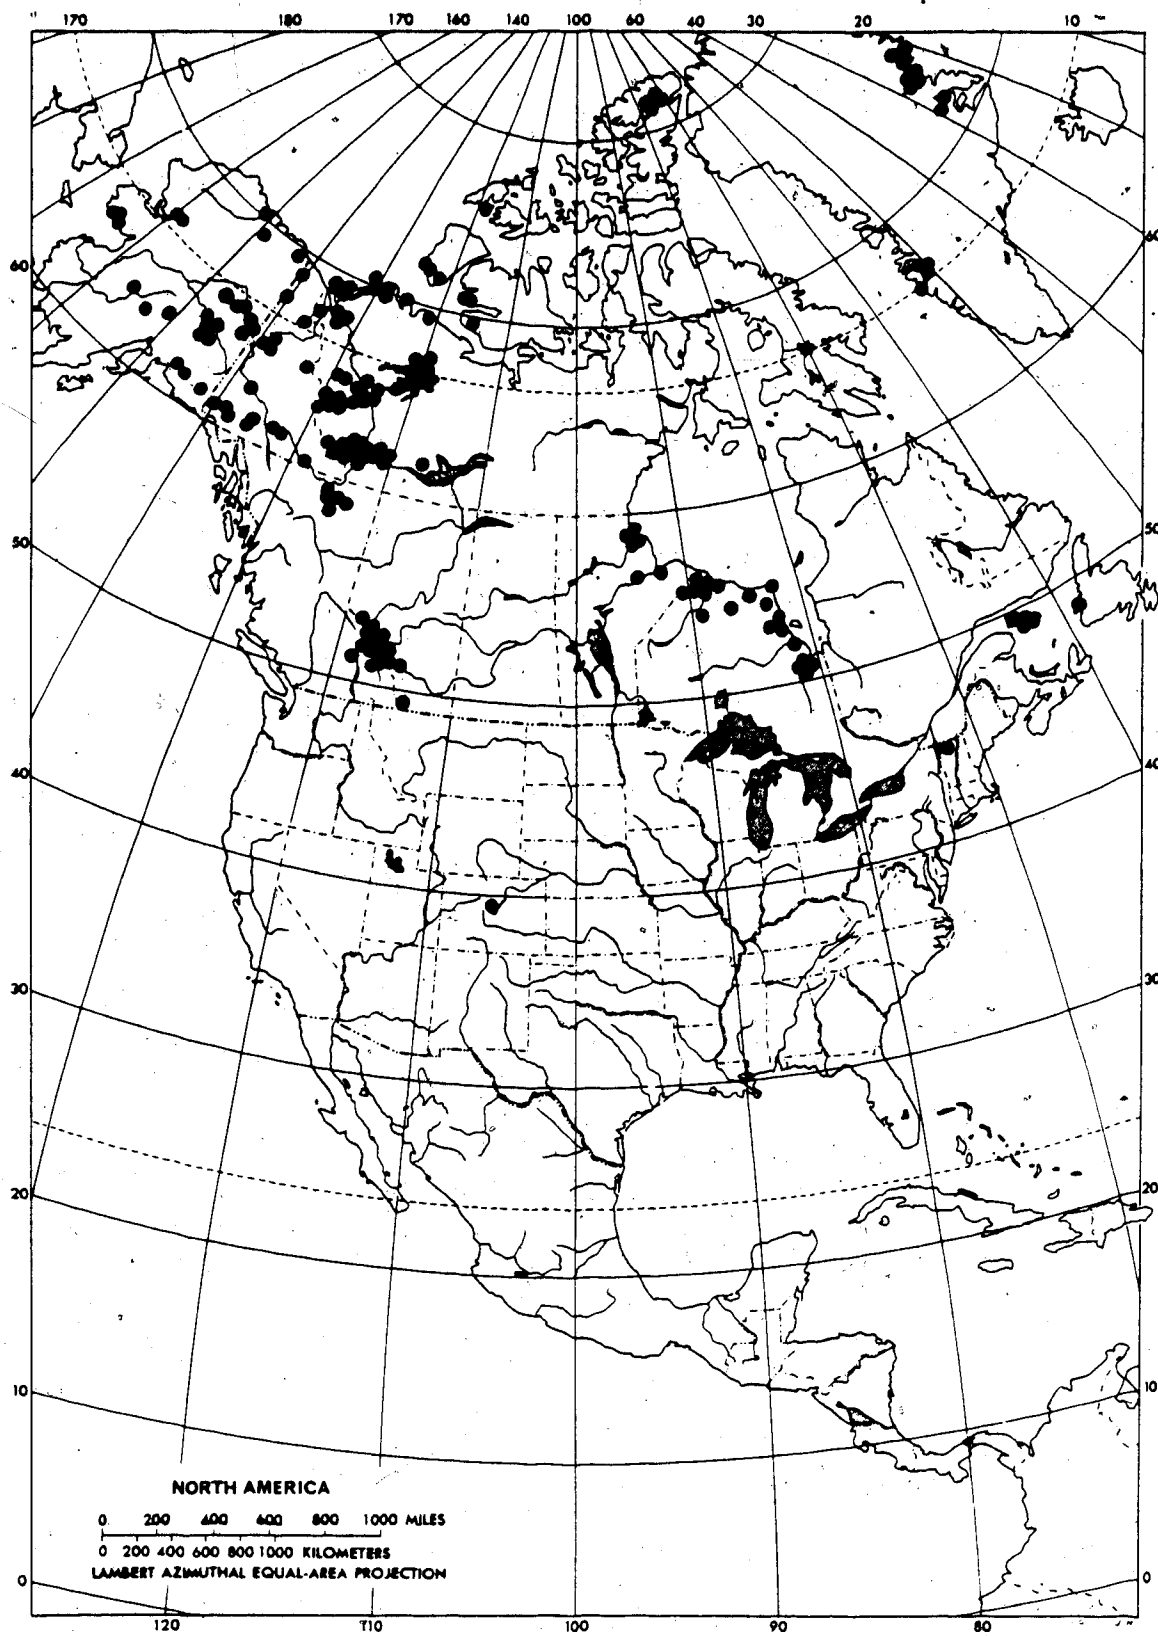 170 180 170 160 140 140 100 60 40 30 20 10
60 60
50 50
40 40
30 30
20 20
10 10
NORTH AMERICA
0 200 400 600 800 1000 MILES
0 200 400 600 800 1000 KILOMETERS
LAMBERT AZIMUTHAL EQUAL-AREA PROJECTION
0 0
120 110 100 90 80